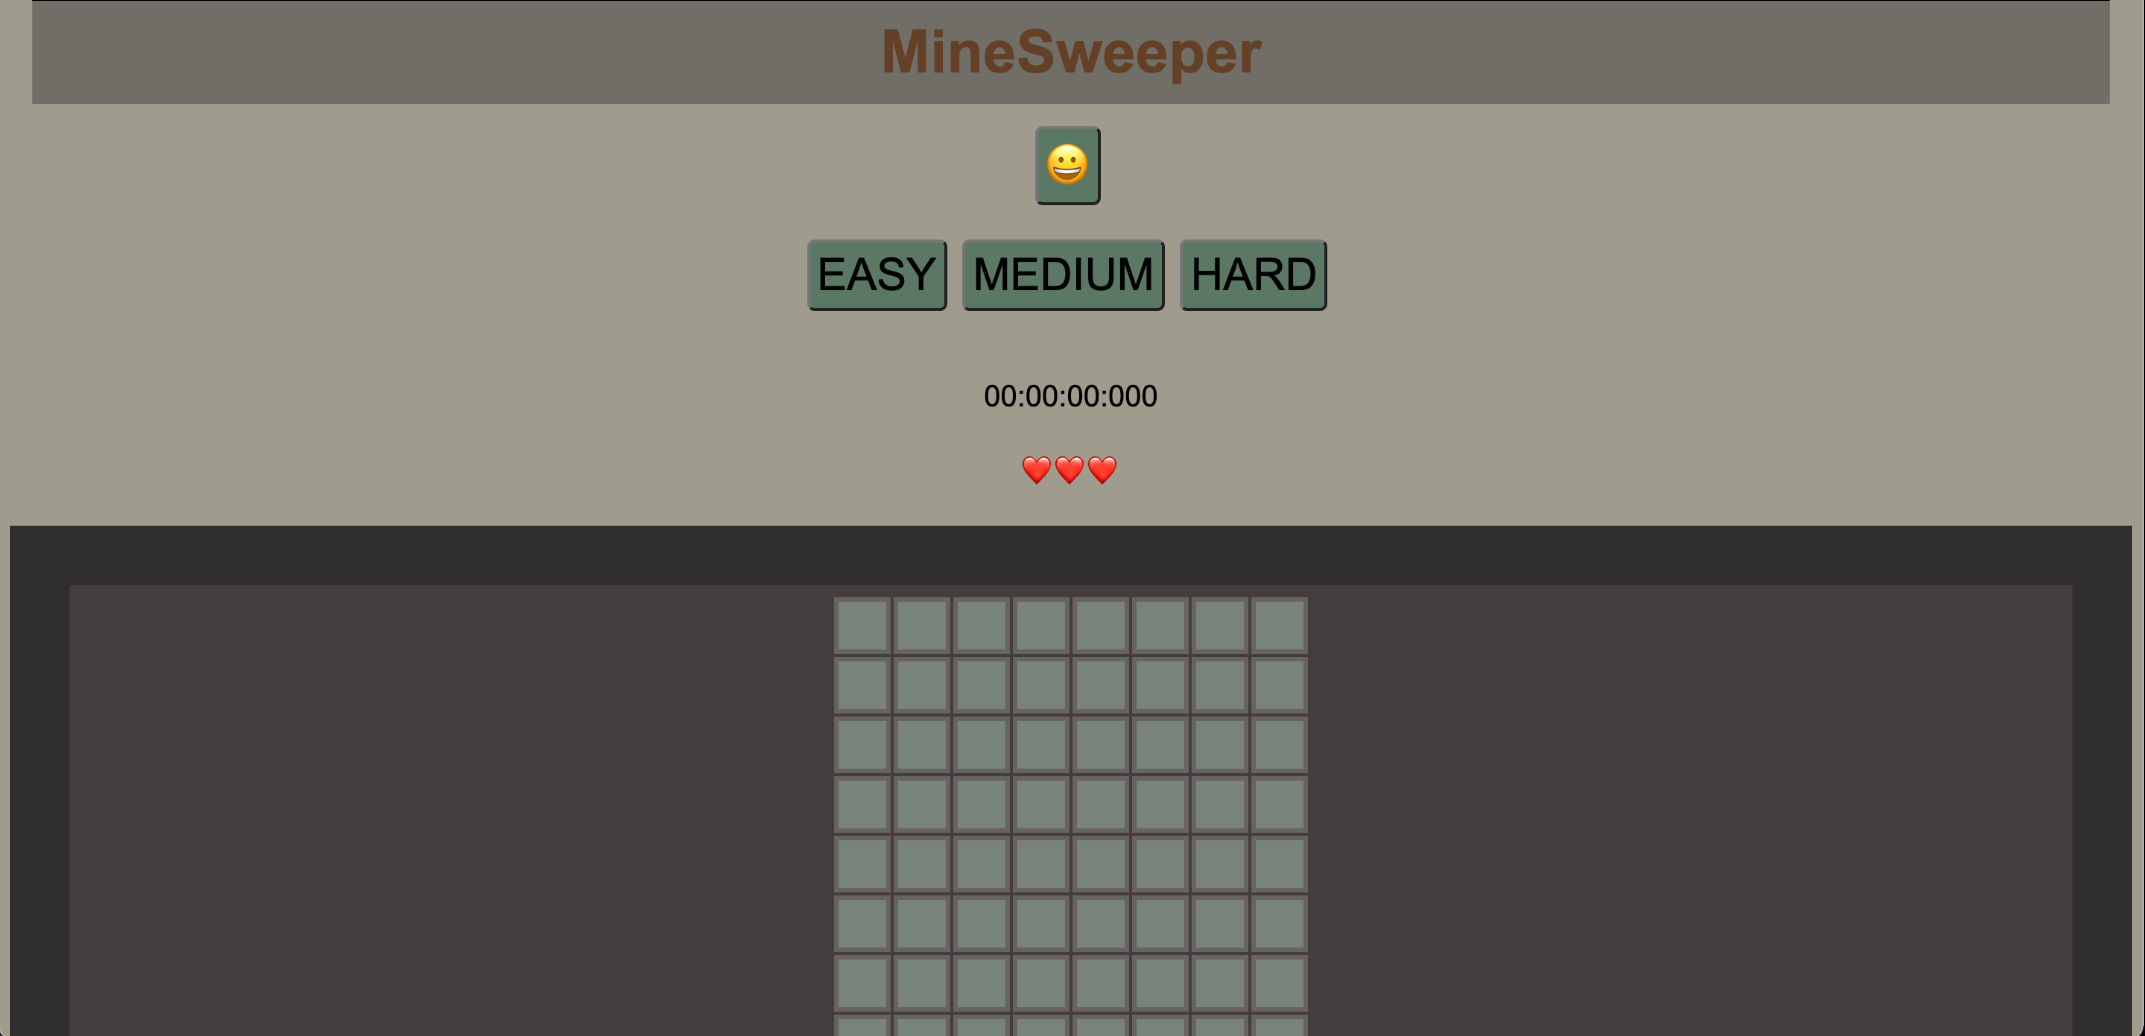 MineSweeper
😀
EASY MEDIUM HARD
00:00:00:000
❤️❤️❤️